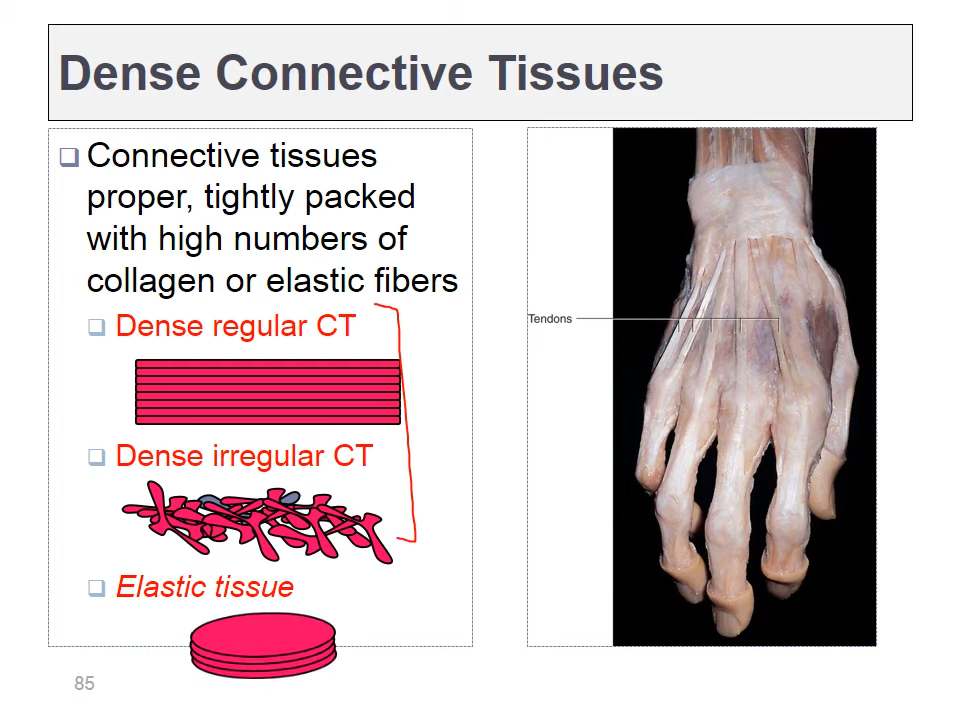 Dense Connective Tissues
Connective tissues
proper, tightly packed
with high numbers of
collagen or elastic fibers
Dense regular CT
Dense irregular CT
Elastic tissue
Tendons
85